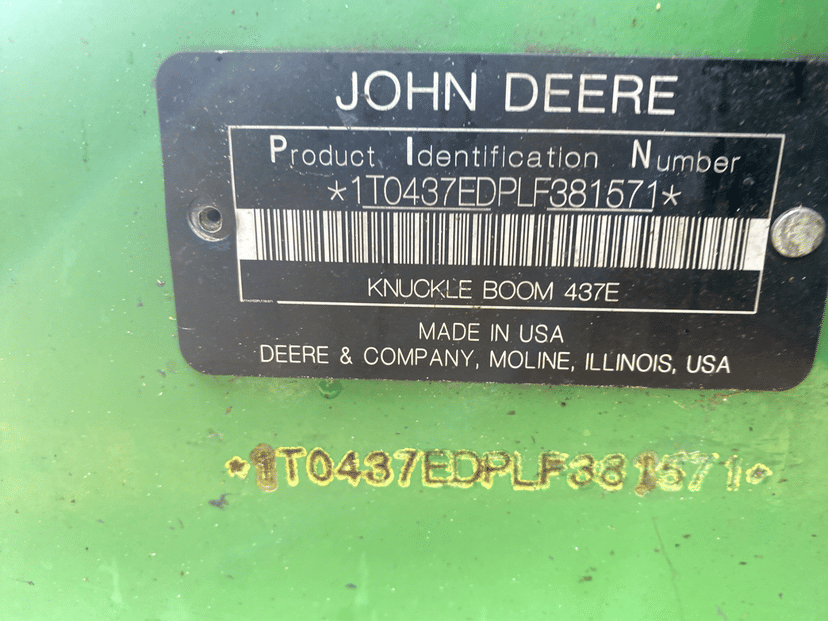 JOHN DEERE
Product Identification Number
*1T0437EDPLF381571*
KNUCKLE BOOM 437E
MADE IN USA
DEERE & COMPANY, MOLINE, ILLINOIS, USA
*1T0437EDPLF381571*